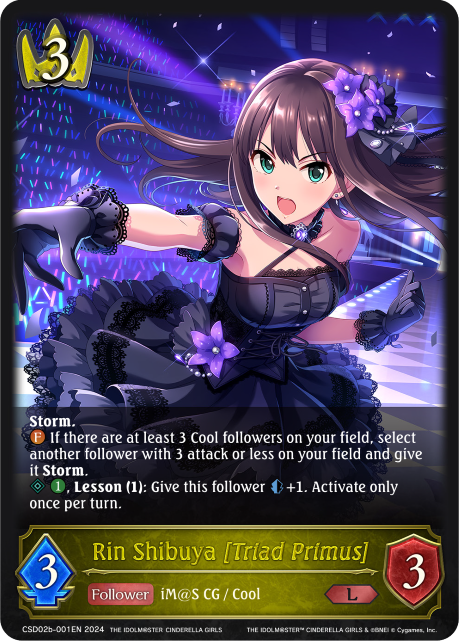 3
Storm.
F If there are at least 3 Cool followers on your field, select
another follower with 3 attack or less on your field and give
it Storm.
1, Lesson (1): Give this follower +1. Activate only
once per turn.
Rin Shibuya [Triad Primus]
3
Follower iM@S CG / Cool
L
3
CSD02b-001EN 2024 THE IDOLM@STER CINDERELLA GIRLS THE IDOLM@STER™ CINDERELLA GIRLS & ©BNEI © Cygames, Inc.